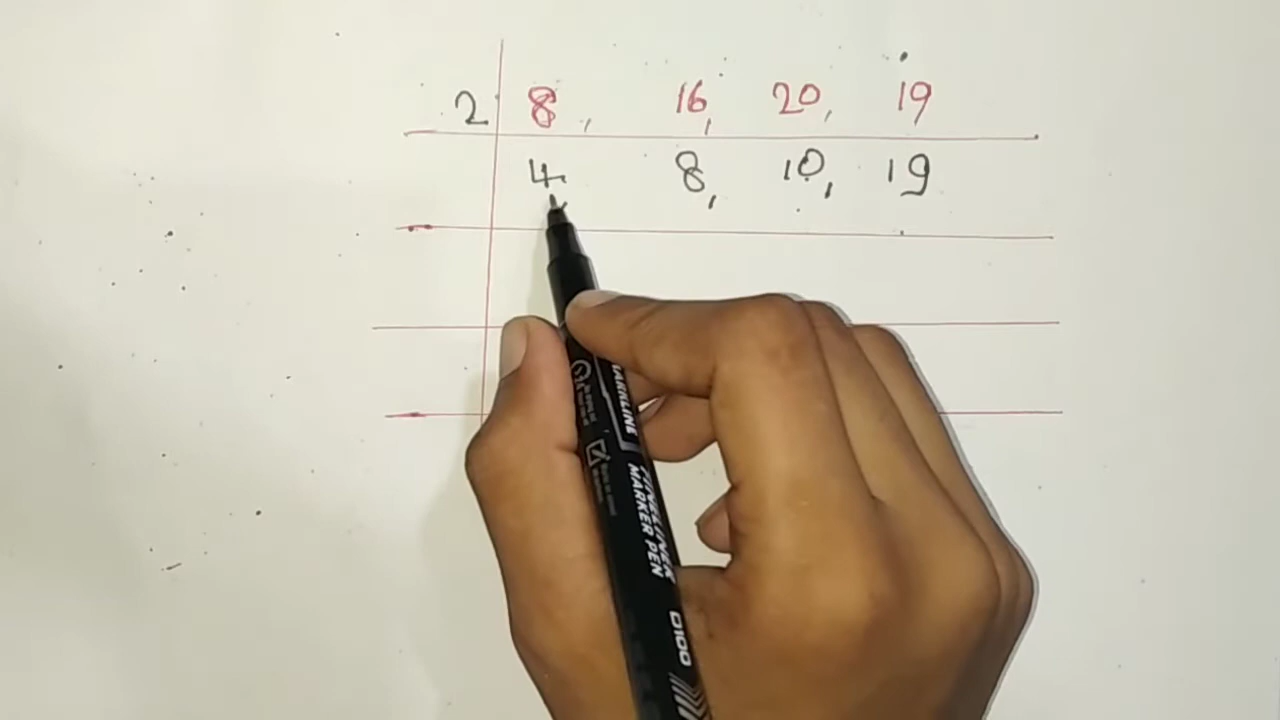 2 8, 16, 20, 19
4, 8, 10, 19
MARKER PEN
D100